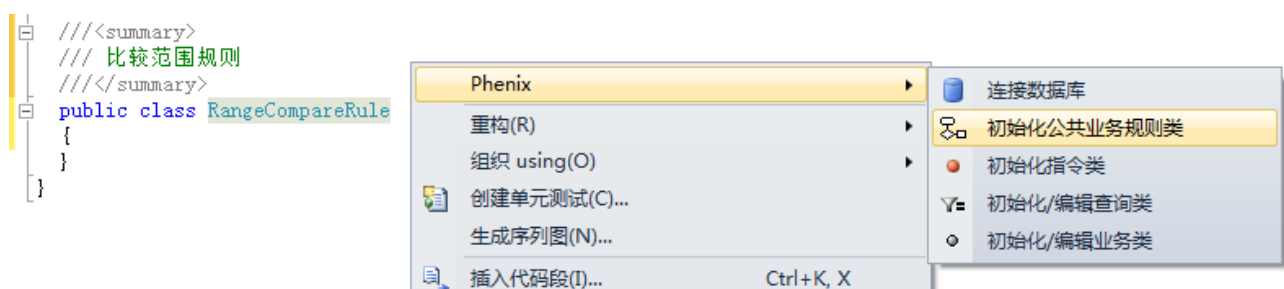 ///<summary>
/// 比较范围规则
///</summary>
public class RangeCompareRule
{
}
}
Phenix
重构(R)
组织 using(O)
创建单元测试(C)...
生成序列图(N)...
插入代码段(I)... Ctrl+K, X
连接数据库
初始化公共业务规则类
初始化指令类
初始化/编辑查询类
初始化/编辑业务类